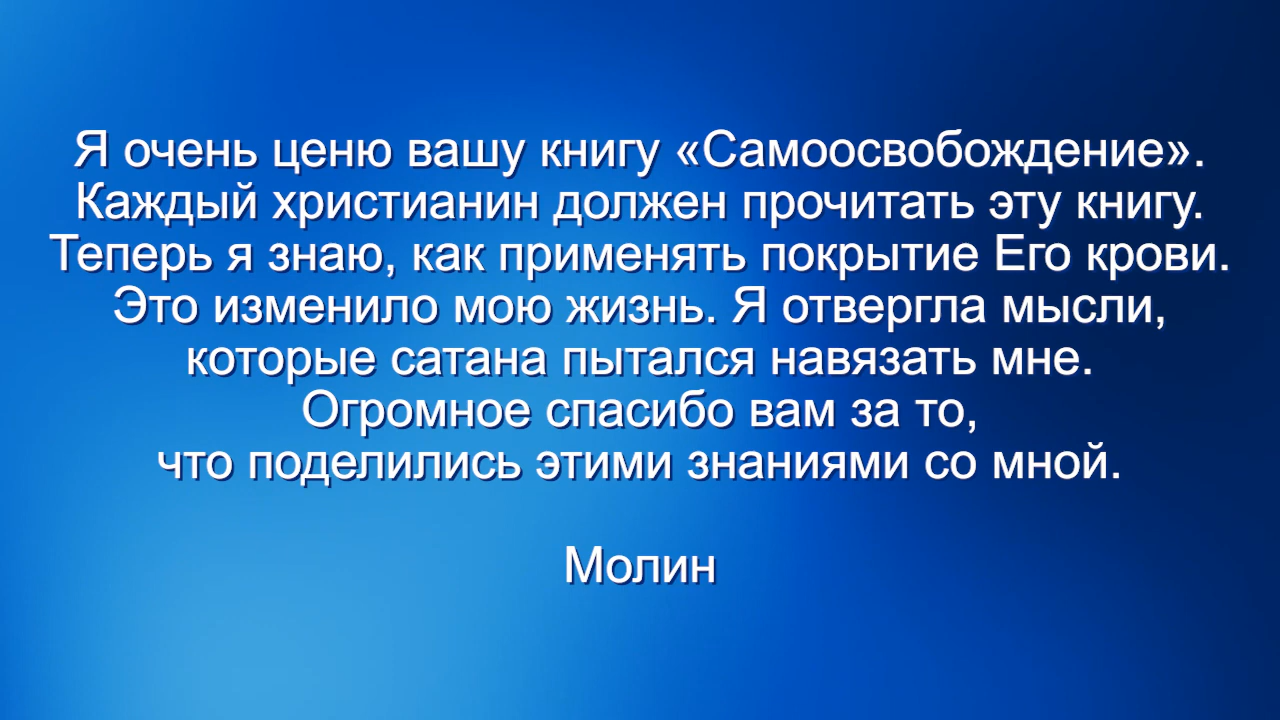 Я очень ценю вашу книгу «Самоосвобождение».
Каждый христианин должен прочитать эту книгу.
Теперь я знаю, как применять покрытие Его крови.
Это изменило мою жизнь. Я отвергла мысли,
которые сатана пытался навязать мне.
Огромное спасибо вам за то,
что поделились этими знаниями со мной.
Молин